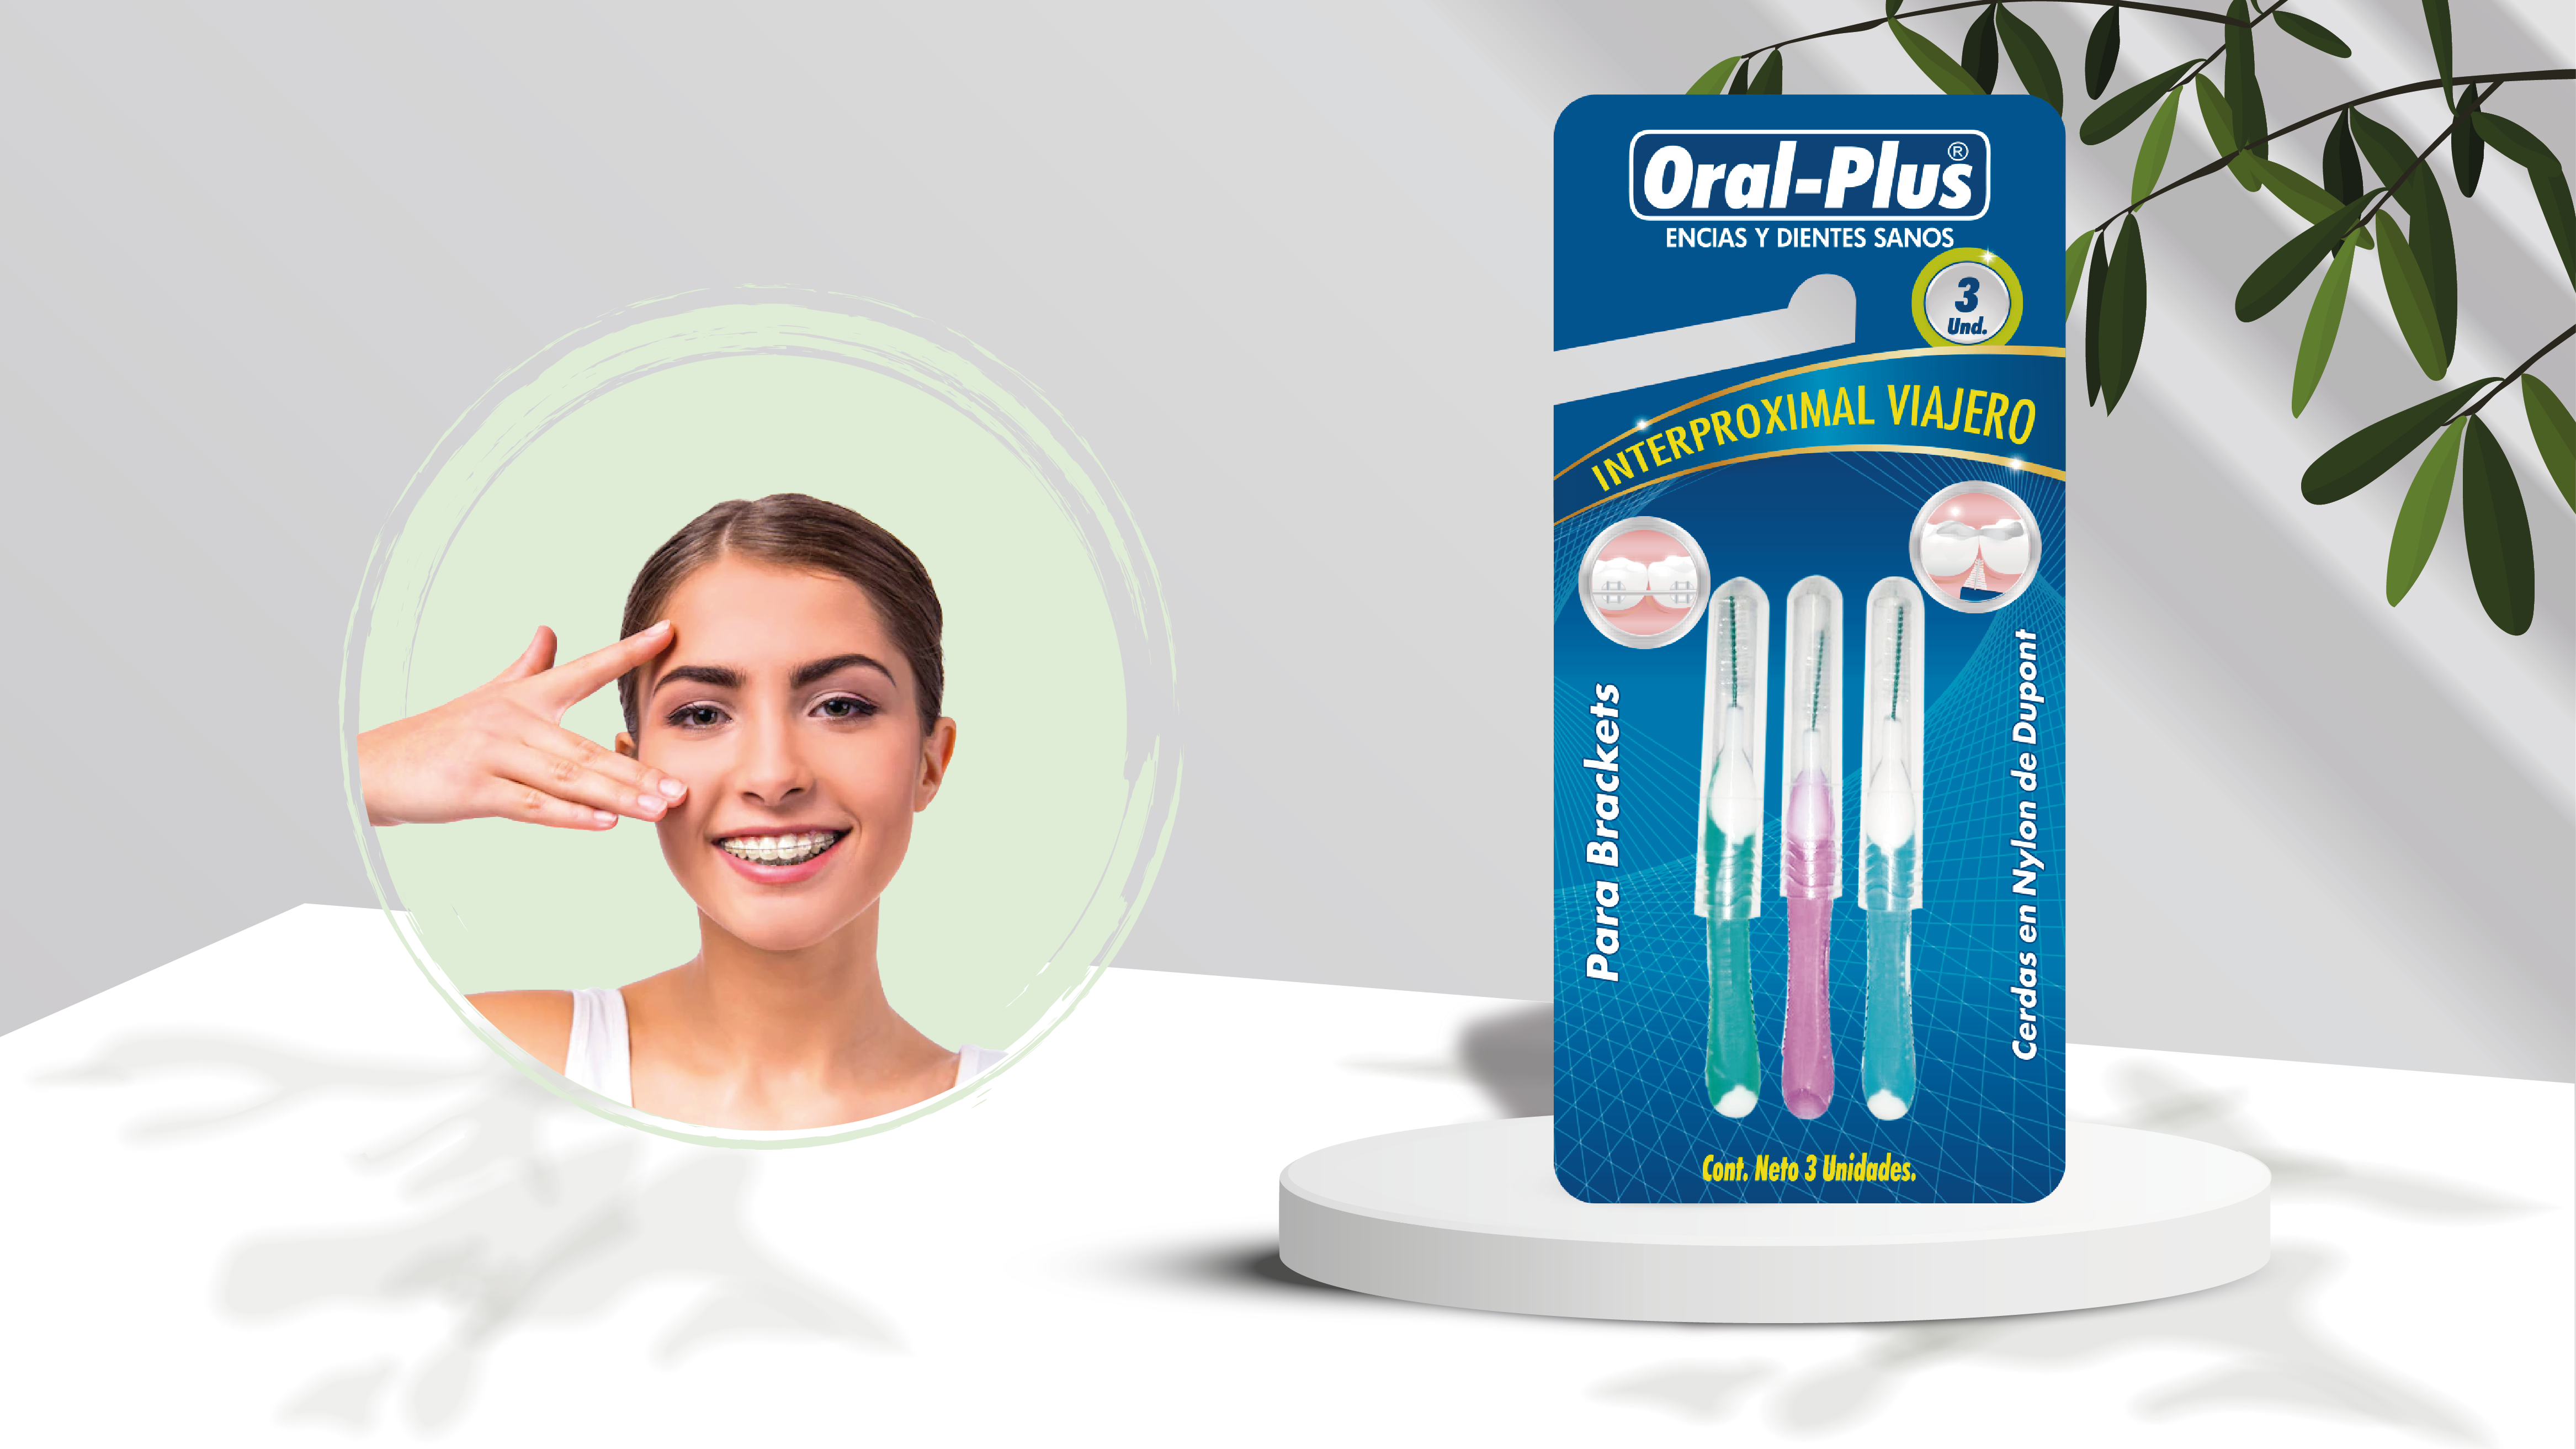 Oral-Plus®
ENCIAS Y DIENTES SANOS
3
Und.
INTERPROXIMAL VIAJERO
Para Brackets
Cerdas en Nylon de Dupont
Cont. Neto 3 Unidades.